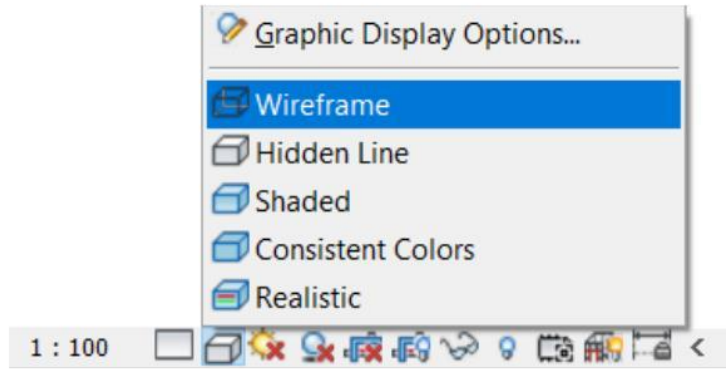 Graphic Display Options...
Wireframe
Hidden Line
Shaded
Consistent Colors
Realistic
1 : 100
<